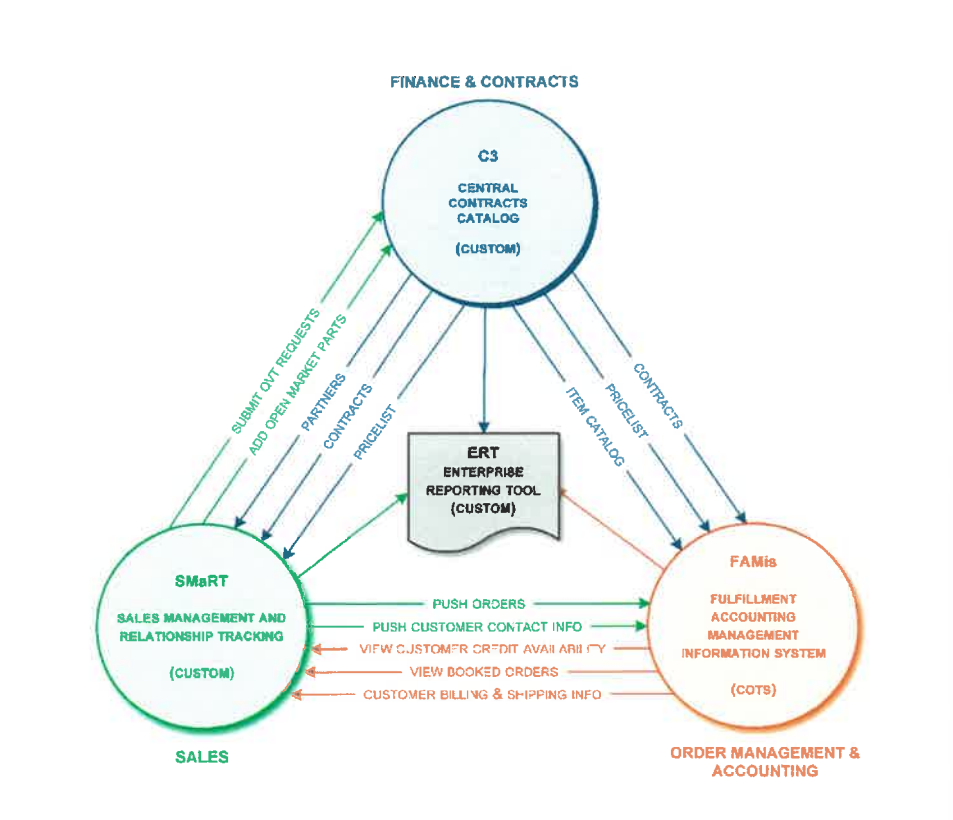 FINANCE & CONTRACTS
C3
CENTRAL
CONTRACTS
CATALOG
(CUSTOM)
SUBMIT QVT REQUESTS
ADD OPEN MARKET PARTS
PARTNERS
CONTRACTS
PRICELIST
ITEM CATALOG
PRICELIST
CONTRACTS
ERT
ENTERPRISE
REPORTING TOOL
(CUSTOM)
SMaRT
SALES MANAGEMENT AND
RELATIONSHIP TRACKING
(CUSTOM)
SALES
PUSH ORDERS
PUSH CUSTOMER CONTACT INFO
VIEW CUSTOMER CREDIT AVAILABILITY
VIEW BOOKED ORDERS
CUSTOMER BILLING & SHIPPING INFO
FAMis
FULFILLMENT
ACCOUNTING
MANAGEMENT
INFORMATION SYSTEM
(COTS)
ORDER MANAGEMENT &
ACCOUNTING